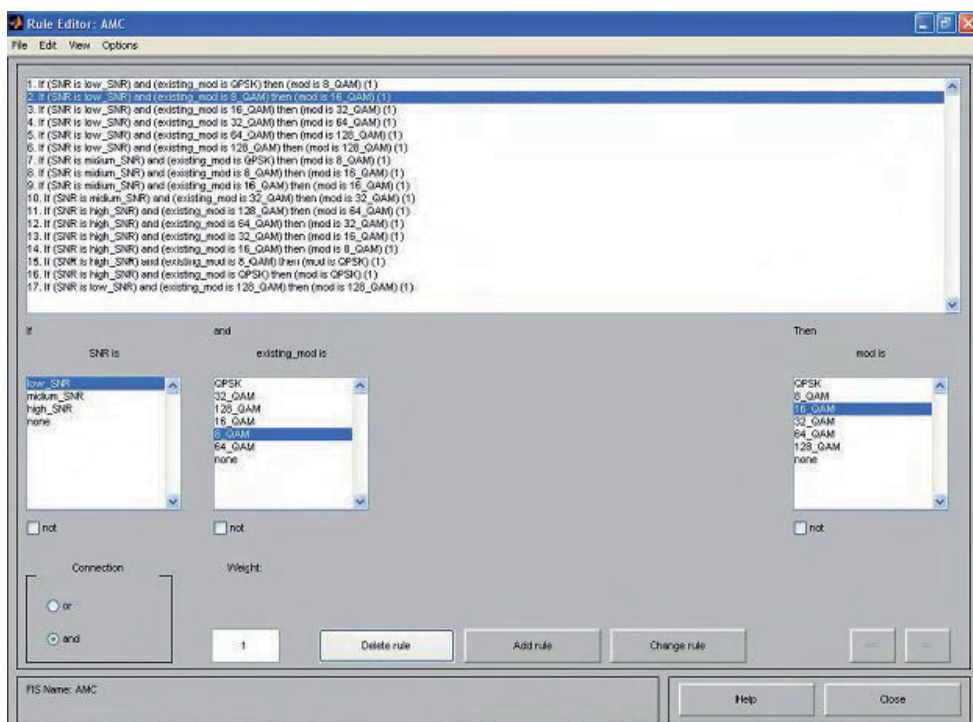 Rule Editor: AMC
File Edit View Options
1. If (SNR is low_SNR) and (existing_mod is QPSK) then (mod is 8_QAM) (1)
2. If (SNR is low_SNR) and (existing_mod is 8_QAM) then (mod is 16_QAM) (1)
3. If (SNR is low_SNR) and (existing_mod is 16_QAM) then (mod is 32_QAM) (1)
4. If (SNR is low_SNR) and (existing_mod is 32_QAM) then (mod is 64_QAM) (1)
5. If (SNR is low_SNR) and (existing_mod is 64_QAM) then (mod is 128_QAM) (1)
6. If (SNR is low_SNR) and (existing_mod is 128_QAM) then (mod is 128_QAM) (1)
7. If (SNR is midium_SNR) and (existing_mod is QPSK) then (mod is 8_QAM) (1)
8. If (SNR is midium_SNR) and (existing_mod is 8_QAM) then (mod is 16_QAM) (1)
9. If (SNR is midium_SNR) and (existing_mod is 16_QAM) then (mod is 16_QAM) (1)
10. If (SNR is midium_SNR) and (existing_mod is 32_QAM) then (mod is 32_QAM) (1)
11. If (SNR is high_SNR) and (existing_mod is 128_QAM) then (mod is 64_QAM) (1)
12. If (SNR is high_SNR) and (existing_mod is 64_QAM) then (mod is 32_QAM) (1)
13. If (SNR is high_SNR) and (existing_mod is 32_QAM) then (mod is 16_QAM) (1)
14. If (SNR is high_SNR) and (existing_mod is 16_QAM) then (mod is 8_QAM) (1)
15. If (SNR is high_SNR) and (existing_mod is 8_QAM) then (mod is QPSK) (1)
16. If (SNR is high_SNR) and (existing_mod is QPSK) then (mod is QPSK) (1)
17. If (SNR is low_SNR) and (existing_mod is 128_QAM) then (mod is 128_QAM) (1)
If and Then
SNR is existing_mod is mod is
low_SNR
midium_SNR
high_SNR
none
QPSK
32_QAM
128_QAM
16_QAM
8_QAM
64_QAM
none
QPSK
8_QAM
16_QAM
32_QAM
64_QAM
128_QAM
none
not not not
Connection Weight:
or
and 1 Delete rule Add rule Change rule
FIS Name: AMC Help Close